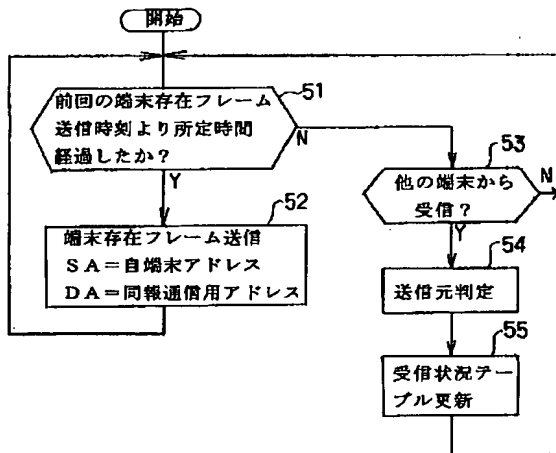 開始
前回の端末存在フレーム
送信時刻より所定時間
経過したか？
51
N
Y
52
端末存在フレーム送信
ＳＡ＝自端末アドレス
ＤＡ＝同報通信用アドレス
53
他の端末から
受信？
N
Y
54
送信元判定
55
受信状況テー
ブル更新